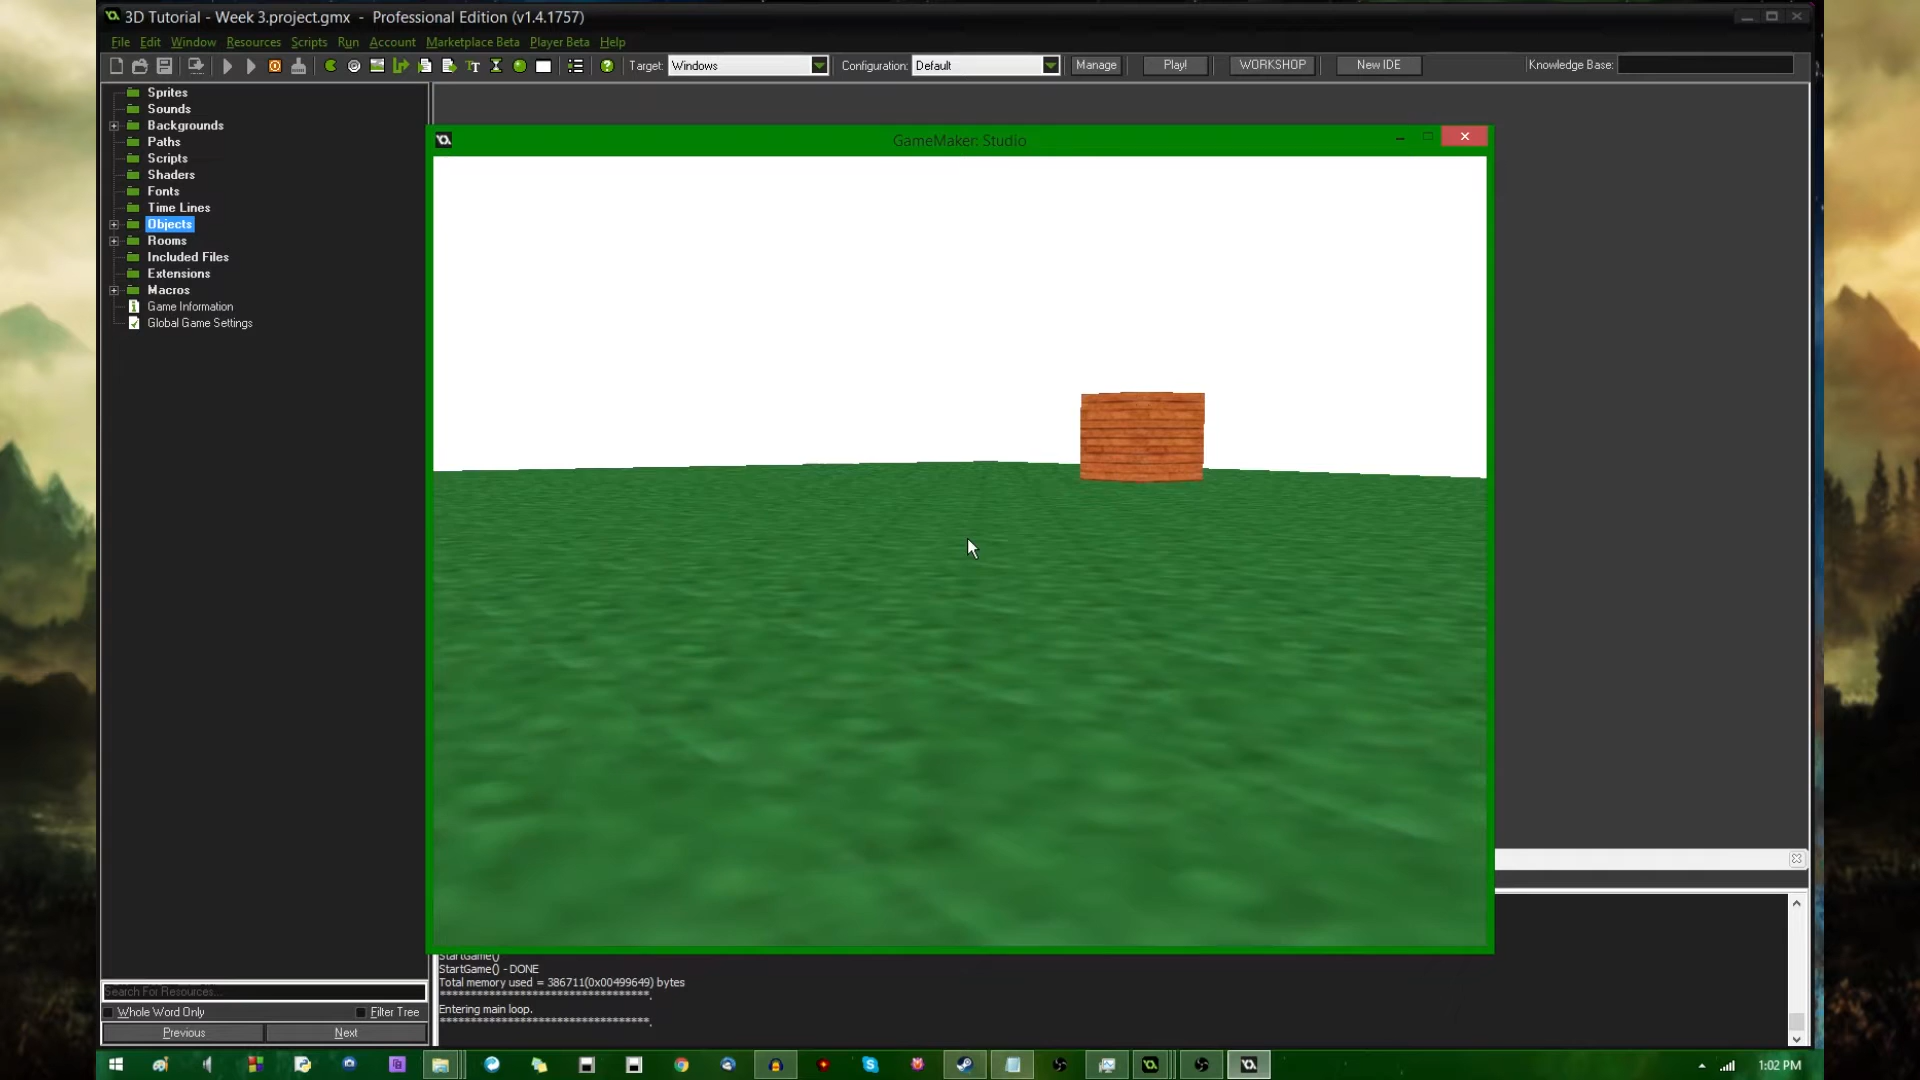 3D Tutorial - Week 3.project.gmx - Professional Edition (v1.4.1757)
File Edit Window Resources Scripts Run Account Marketplace Beta Player Beta Help
Target: Windows Configuration: Default Manage Play! WORKSHOP New IDE Knowledge Base:
Sprites
Sounds
Backgrounds
Paths
Scripts
Shaders
Fonts
Time Lines
Objects
Rooms
Included Files
Extensions
Macros
Game Information
Global Game Settings
GameMaker: Studio
StartGame()
StartGame() - DONE
Total memory used = 386711(0x00499649) bytes
***********************************.
Entering main loop.
***********************************.
Search For Resources...
Whole Word Only Filter Tree
Previous Next
1:02 PM